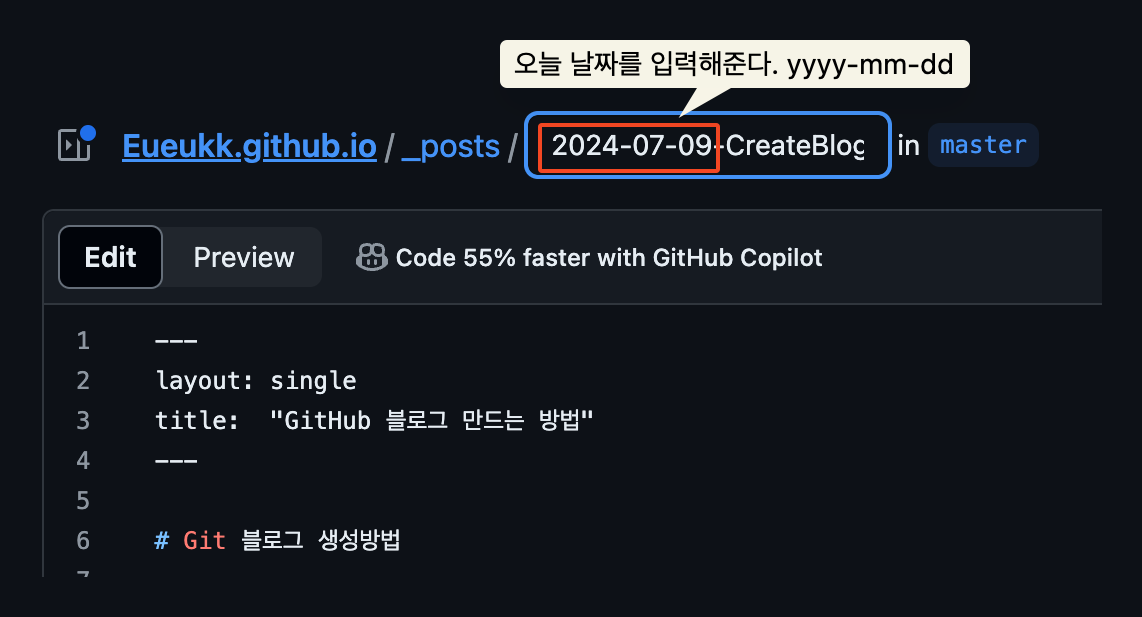 오늘 날짜를 입력해준다. yyyy-mm-dd
Eueukk.github.io / _posts / 2024-07-09-CreateBlog in master
Edit Preview Code 55% faster with GitHub Copilot
1 ---
2 layout: single
3 title:  "GitHub 블로그 만드는 방법"
4 ---
5
6 # Git 블로그 생성방법